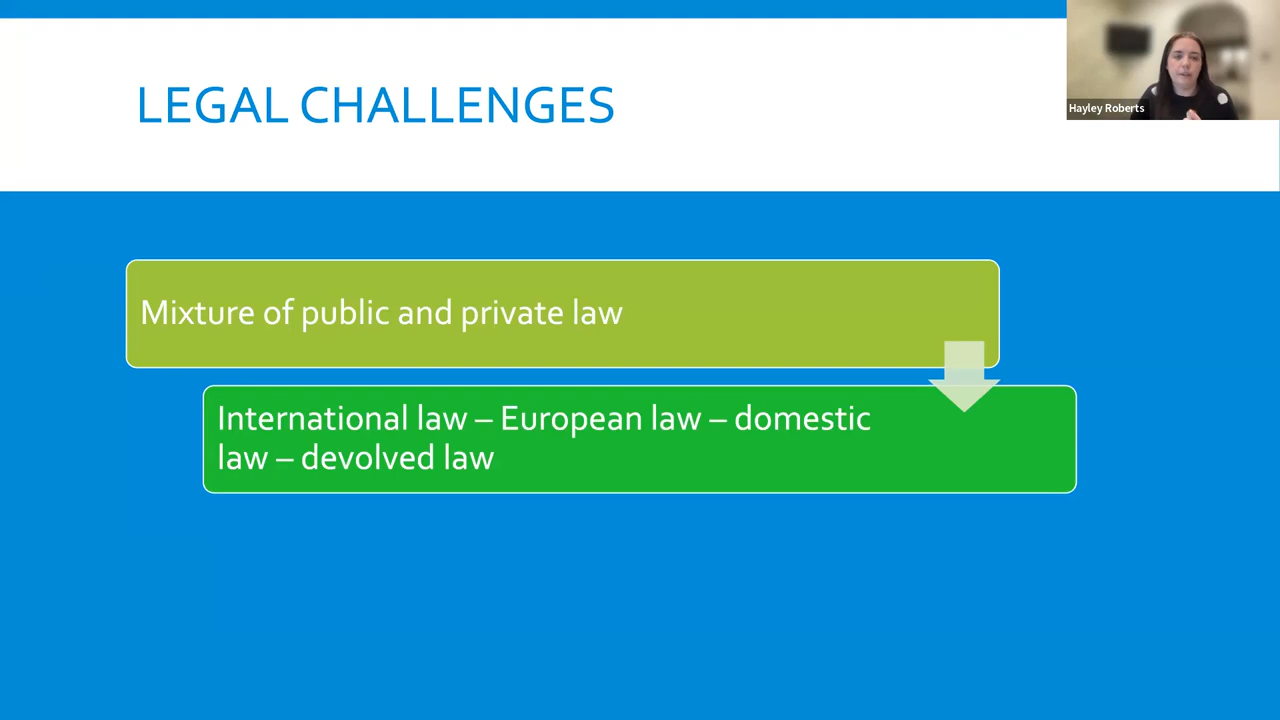 LEGAL CHALLENGES
Hayley Roberts
Mixture of public and private law
International law – European law – domestic
law – devolved law